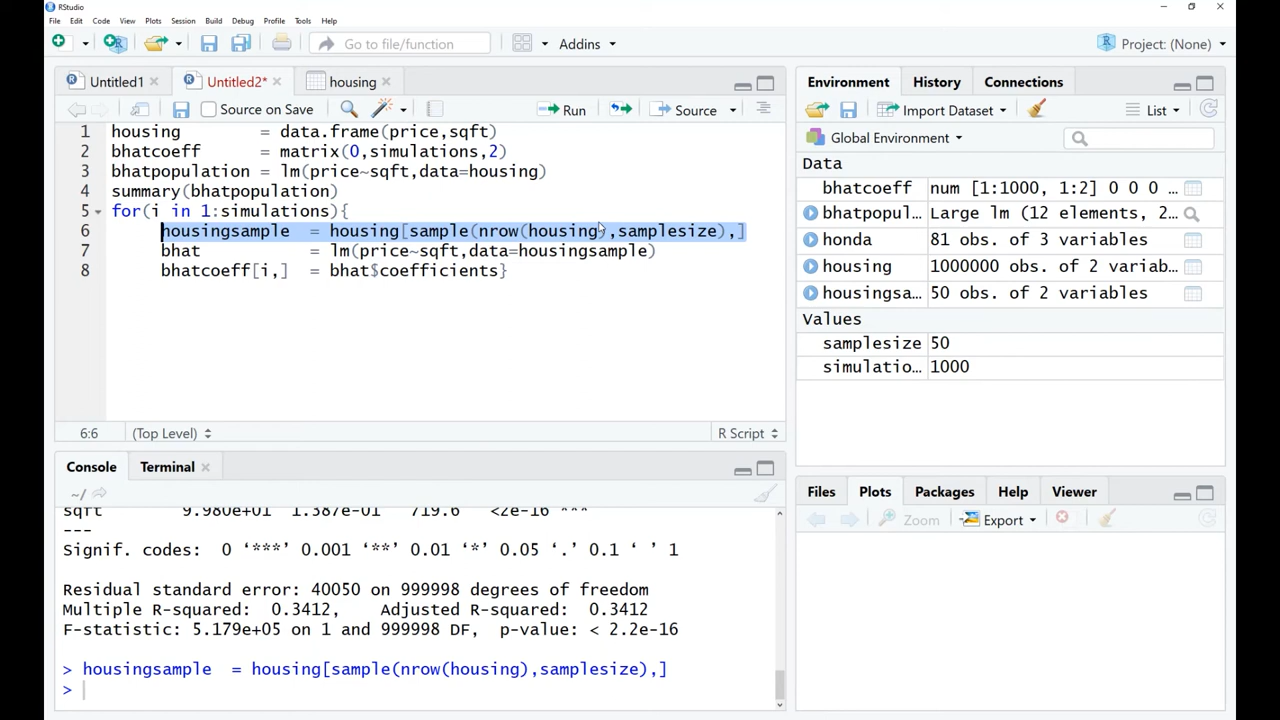 RStudio
File Edit Code View Plots Session Build Debug Profile Tools Help
Go to file/function Addins Project: (None)
Untitled1 Untitled2* housing
Source on Save Run Source
1 housing = data.frame(price,sqft)
2 bhatcoeff = matrix(0,simulations,2)
3 bhatpopulation = lm(price~sqft,data=housing)
4 summary(bhatpopulation)
5 for(i in 1:simulations){
6 housingsample = housing[sample(nrow(housing),samplesize),]
7 bhat = lm(price~sqft,data=housingsample)
8 bhatcoeff[i,] = bhat$coefficients}
6:6 (Top Level) R Script
Console Terminal
~/
sqft 9.980e+01 1.387e-01 719.6 <2e-16 ***
---
Signif. codes: 0 ‘***’ 0.001 ‘**’ 0.01 ‘*’ 0.05 ‘.’ 0.1 ‘ ’ 1
Residual standard error: 40050 on 999998 degrees of freedom
Multiple R-squared: 0.3412, Adjusted R-squared: 0.3412
F-statistic: 5.179e+05 on 1 and 999998 DF, p-value: < 2.2e-16
> housingsample = housing[sample(nrow(housing),samplesize),]
>
Environment History Connections
Import Dataset List
Global Environment
Data
bhatcoeff num [1:1000, 1:2] 0 0 0 …
bhatpopul… Large lm (12 elements, 2…
honda 81 obs. of 3 variables
housing 1000000 obs. of 2 variab…
housingsa… 50 obs. of 2 variables
Values
samplesize 50
simulatio… 1000
Files Plots Packages Help Viewer
Zoom Export